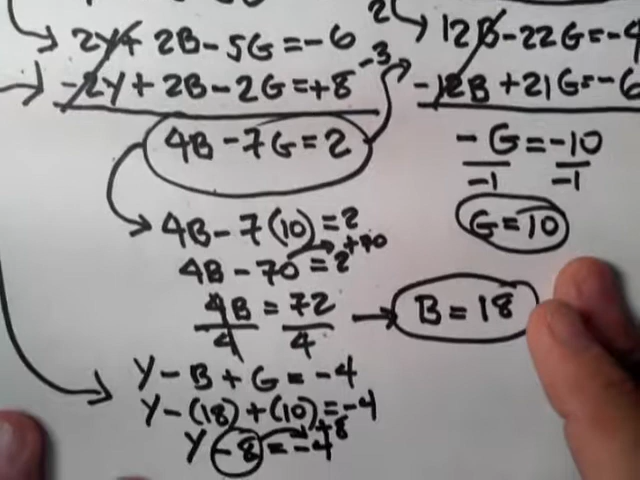 2Y + 2B - 5G = -6
-2Y + 2B - 2G = +8
-3
4B - 7G = 2
2
12B - 22G = -4
-12B + 21G = -6
-G = -10
-1 -1
G = 10
4B - 7(10) = 2
+70
4B - 70 = 2
4B = 72
4 4
B = 18
Y - B + G = -4
Y - (18) + (10) = -4
+8
Y - 8 = -4